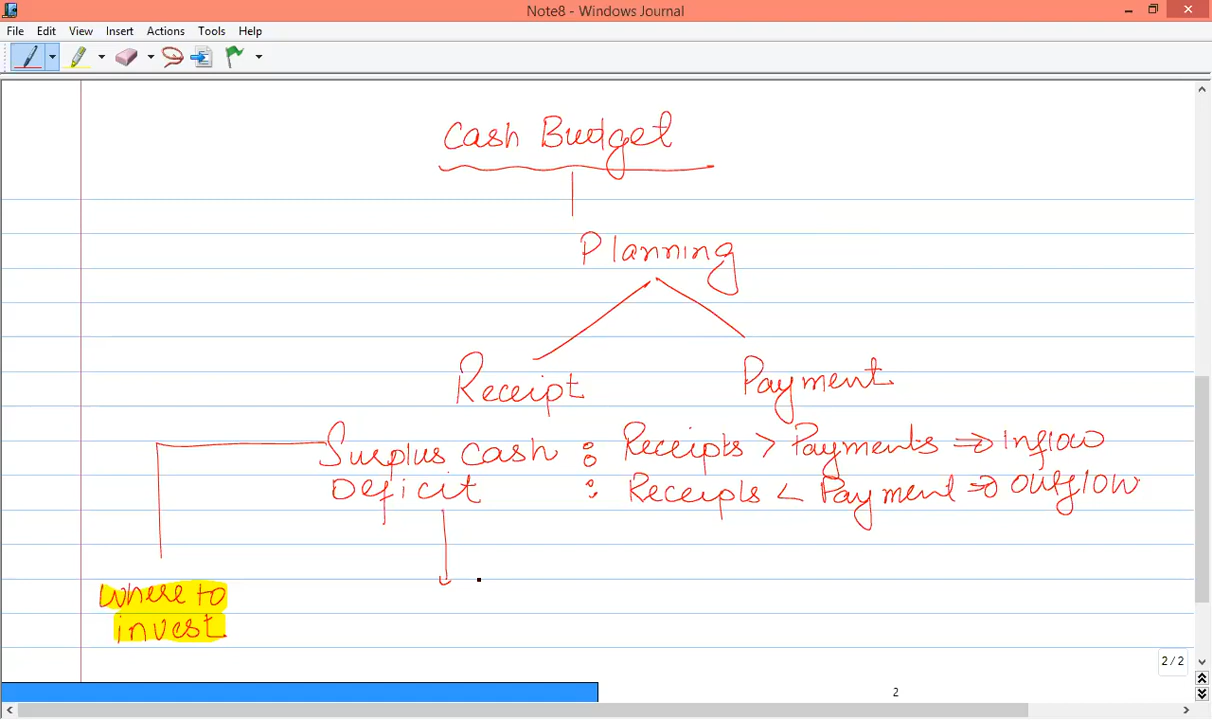 Note8 - Windows Journal
File Edit View Insert Actions Tools Help
Cash Budget
Planning
Receipt Payment
Surplus Cash : Receipts > Payments ⇒ Inflow
Deficit : Receipts < Payment ⇒ Outflow
Where to
invest
2 / 2
2